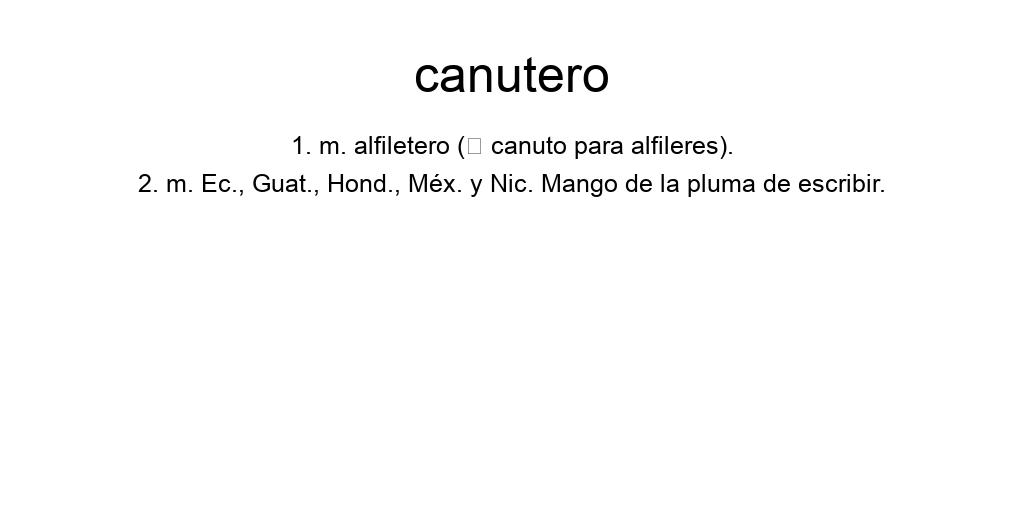 canutero
1. m. alfiletero (□ canuto para alfileres).
2. m. Ec., Guat., Hond., Méx. y Nic. Mango de la pluma de escribir.